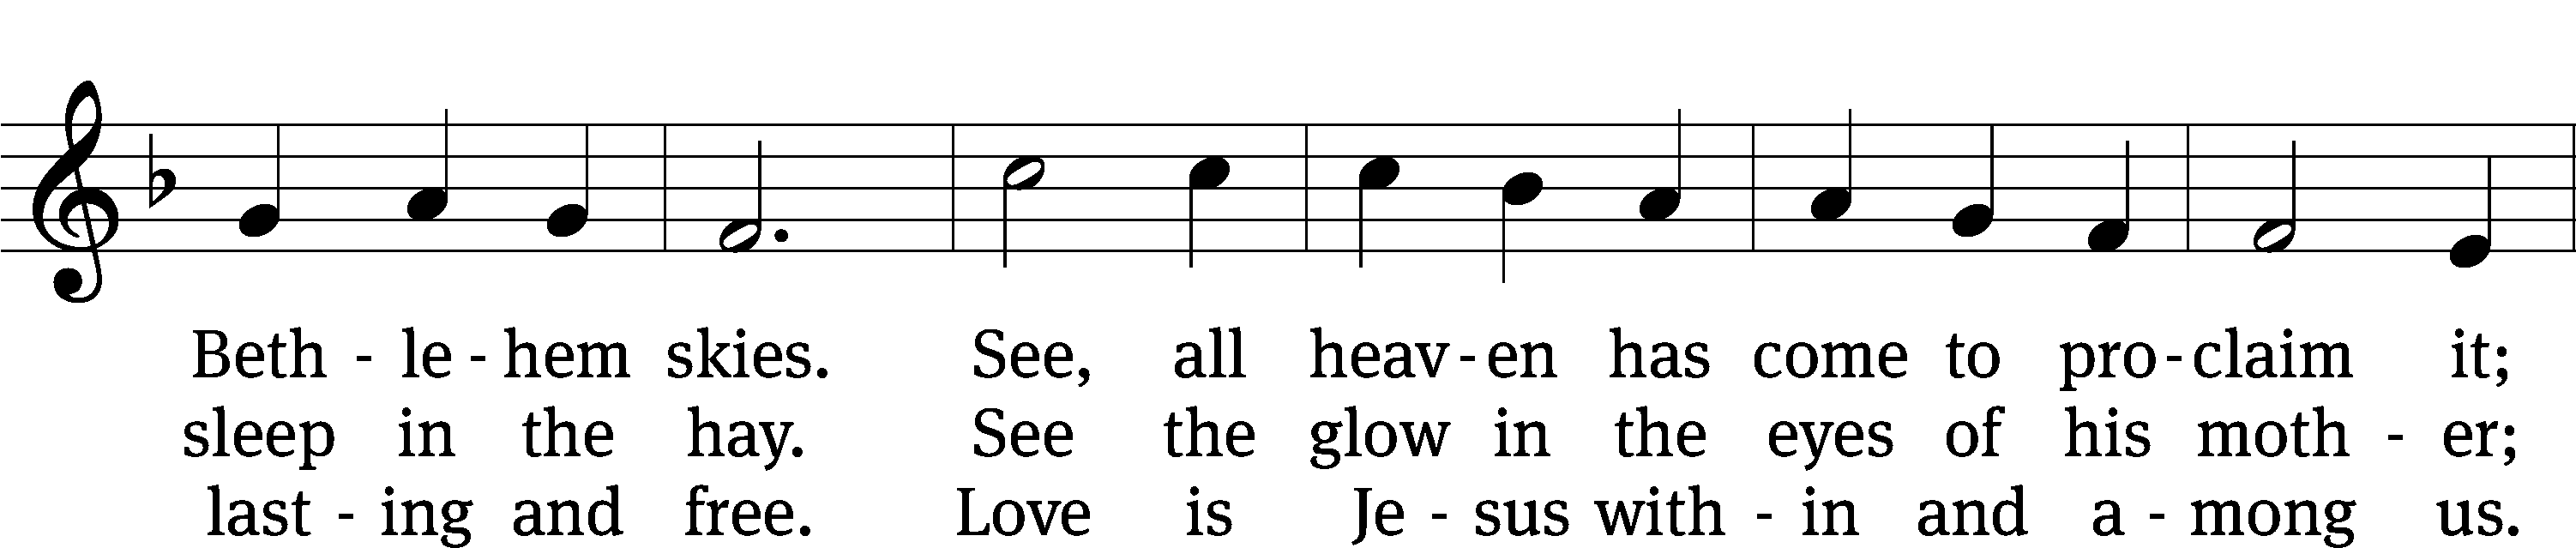 Beth - le - hem skies. See, all heav - en has come to pro - claim it;
sleep in the hay. See the glow in the eyes of his moth - er;
last - ing and free. Love is Je - sus with - in and a - mong us.